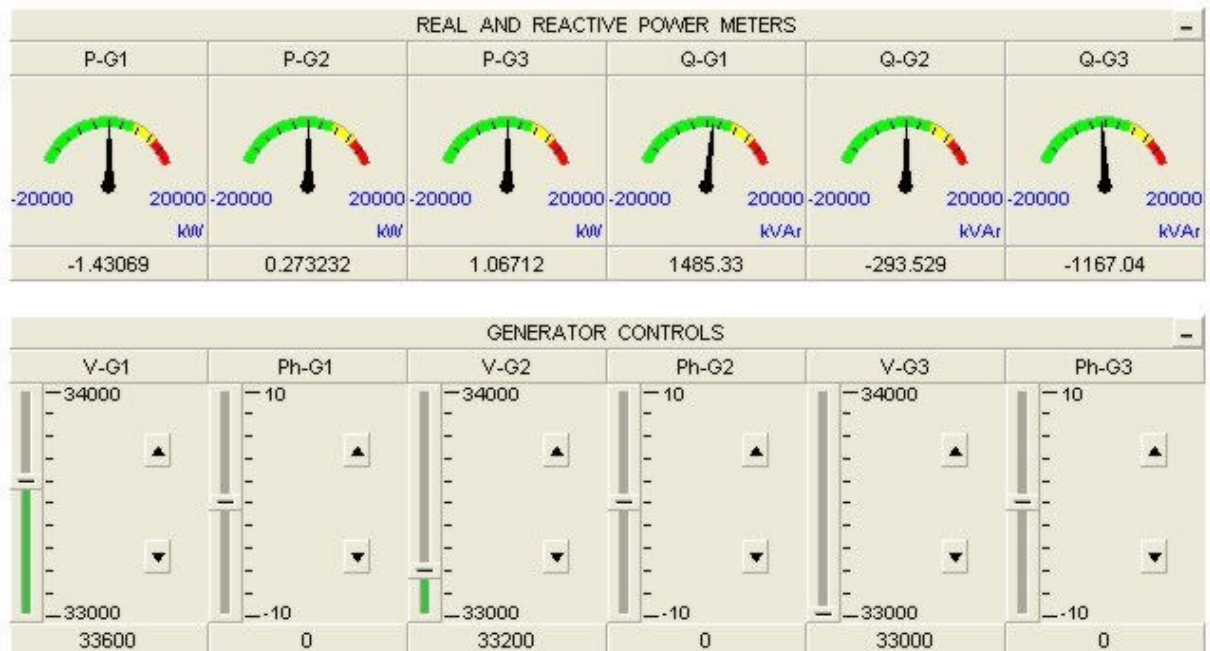 REAL AND REACTIVE POWER METERS
P-G1 P-G2 P-G3 Q-G1 Q-G2 Q-G3
-20000 20000 -20000 20000 -20000 20000 -20000 20000 -20000 20000 -20000 20000
kW kW kW kVAr kVAr kVAr
-1.43069 0.273232 1.06712 1485.33 -293.529 -1167.04
GENERATOR CONTROLS
V-G1 Ph-G1 V-G2 Ph-G2 V-G3 Ph-G3
34000 10 34000 10 34000 10
33000 -10 33000 -10 33000 -10
33600 0 33200 0 33000 0